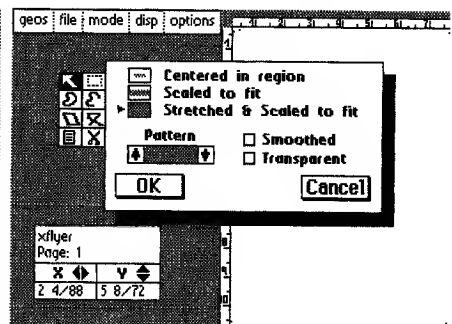 geos file mode disp options
Centered in region
Scaled to fit
Stretched & Scaled to fit
Pattern
Smoothed
Transparent
OK Cancel
xflyer
Page: 1
X Y
2 4/88 5 8/72